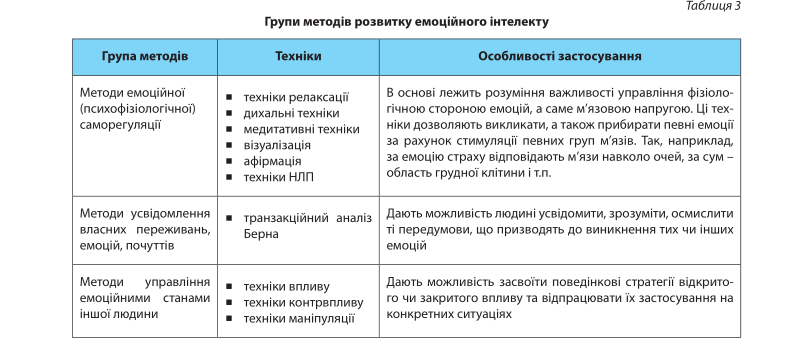 Таблиця 3
Групи методів розвитку емоційного інтелекту
Група методів
Техніки
Особливості застосування
Методи емоційної
(психофізіологічної)
саморегуляції
▪ техніки релаксації
▪ дихальні техніки
▪ медитативні техніки
▪ візуалізація
▪ афірмація
▪ техніки НЛП
В основі лежить розуміння важливості управління фізіоло-
гічною стороною емоцій, а саме м’язовою напругою. Ці тех-
ніки дозволяють викликати, а також прибирати певні емоції
за рахунок стимуляції певних груп м’язів. Так, наприклад,
за емоцію страху відповідають м’язи навколо очей, за сум –
область грудної клітини і т.п.
Методи усвідомлення
власних переживань,
емоцій, почуттів
▪ транзакційний аналіз
Берна
Дають можливість людині усвідомити, зрозуміти, осмислити
ті передумови, що призводять до виникнення тих чи інших
емоцій
Методи управління
емоційними станами
іншої людини
▪ техніки впливу
▪ техніки контрвпливу
▪ техніки маніпуляції
Дають можливість засвоїти поведінкові стратегії відкрито-
го чи закритого впливу та відпрацювати їх застосування на
конкретних ситуаціях